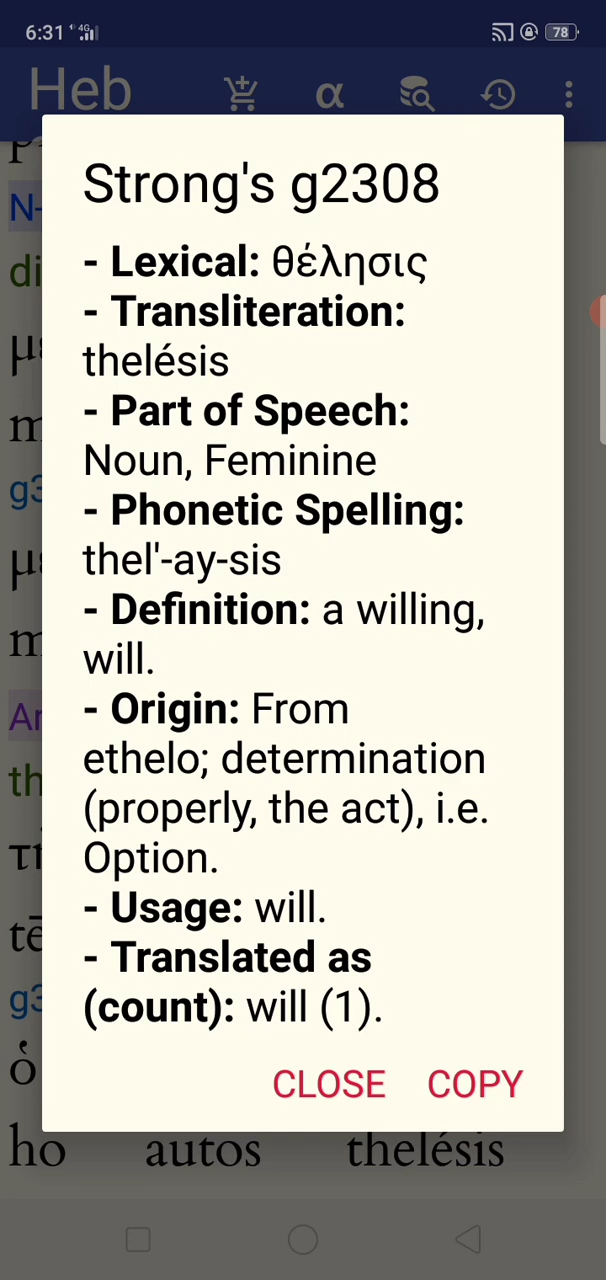 6:31 4G 78
Heb α
Strong's g2308
- Lexical: θέλησις
- Transliteration:
thelésis
- Part of Speech:
Noun, Feminine
- Phonetic Spelling:
thel'-ay-sis
- Definition: a willing,
will.
- Origin: From
ethelo; determination
(properly, the act), i.e.
Option.
- Usage: will.
- Translated as
(count): will (1).
CLOSE COPY
ho autos thelésis